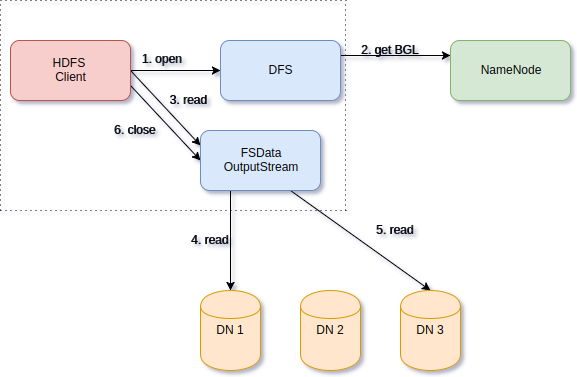 HDFS
Client
1. open
DFS
2. get BGL
NameNode
3. read
6. close
FSData
OutputStream
4. read
5. read
DN 1
DN 2
DN 3